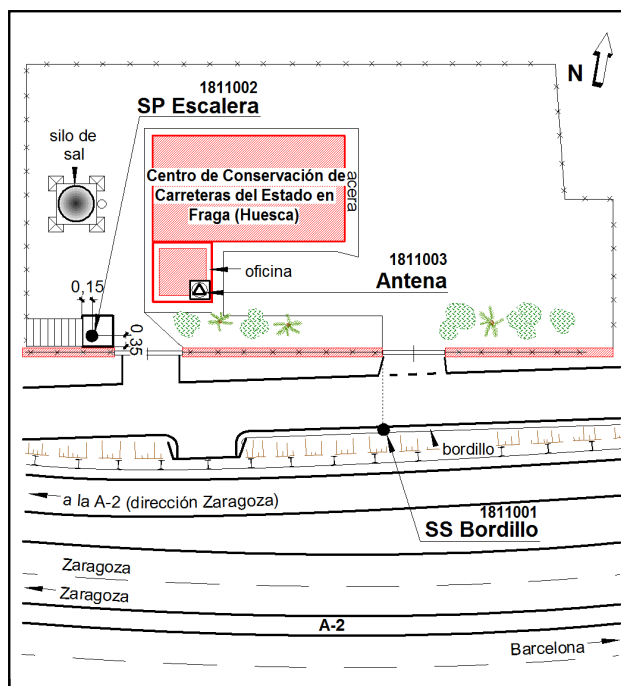 N
1811002
SP Escalera
silo de
sal
Centro de Conservación de
Carreteras del Estado en
Fraga (Huesca)
acera
1811003
Antena
oficina
0,15
0,35
bordillo
a la A-2 (dirección Zaragoza)
1811001
SS Bordillo
Zaragoza
Zaragoza
A-2
Barcelona